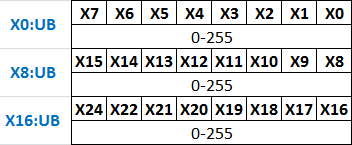 X0:UB X7 X6 X5 X4 X3 X2 X1 X0
0-255
X8:UB X15 X14 X13 X12 X11 X10 X9 X8
0-255
X16:UB X24 X22 X21 X20 X19 X18 X17 X16
0-255